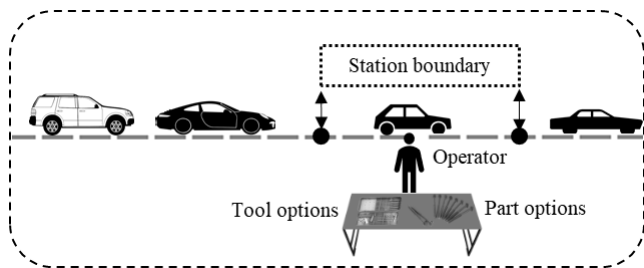 Station boundary
Operator
Tool options
Part options